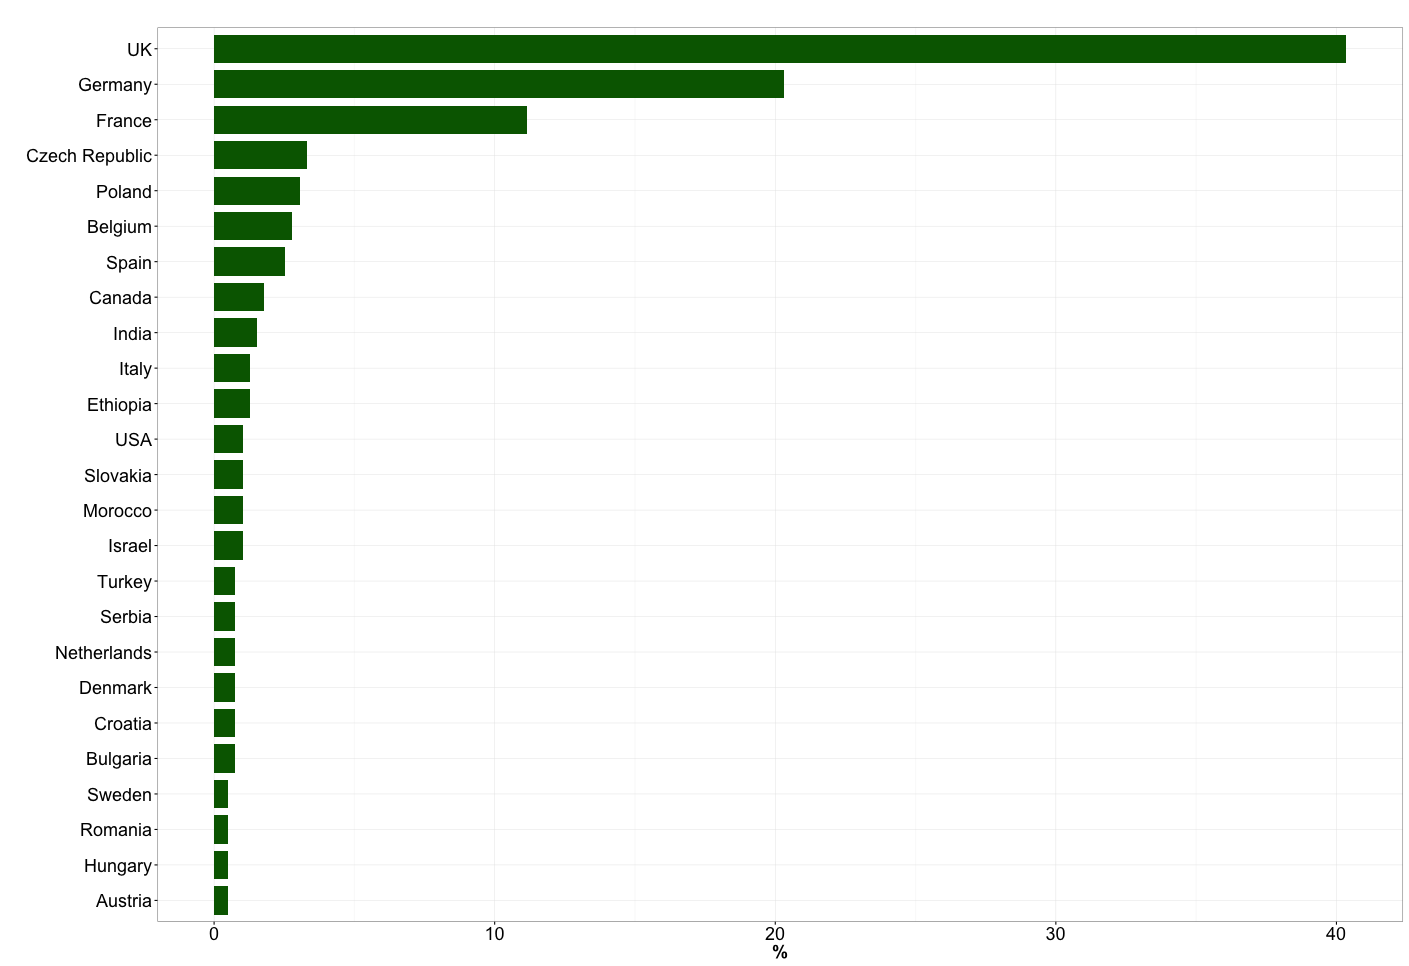 UK
Germany
France
Czech Republic
Poland
Belgium
Spain
Canada
India
Italy
Ethiopia
USA
Slovakia
Morocco
Israel
Turkey
Serbia
Netherlands
Denmark
Croatia
Bulgaria
Sweden
Romania
Hungary
Austria
0 10 20 30 40
%